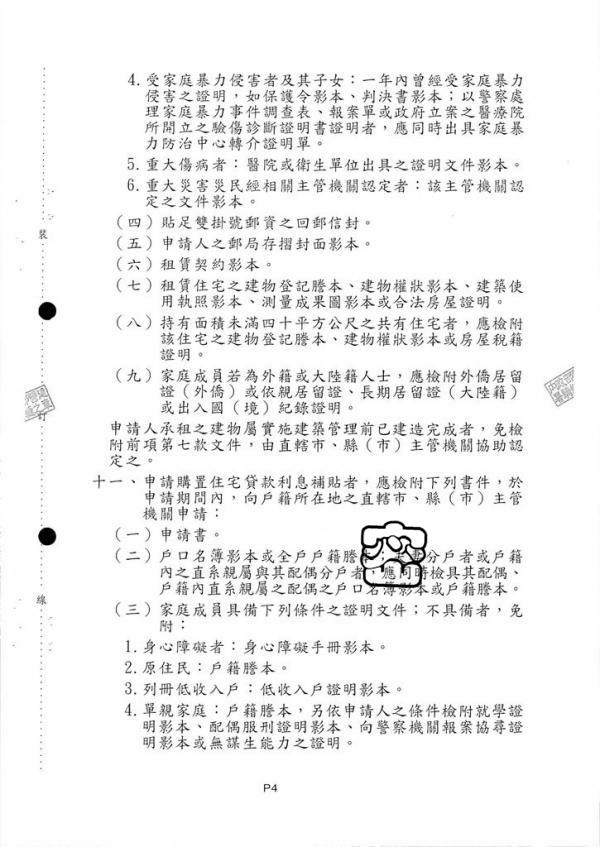 4.受家庭暴力侵害者及其子女：一年內曾經受家庭暴力
侵害之證明，如保護令影本、判決書影本；以警察處
理家庭暴力事件調查表、報案單或政府立案之醫療院
所開立之驗傷診斷證明書證明者，應同時出具家庭暴
力防治中心轉介證明單。
5.重大傷病者：醫院或衛生單位出具之證明文件影本。
6.重大災害災民經相關主管機關認定者：該主管機關認
定之文件影本。
（四）貼足雙掛號郵資之回郵信封。
（五）申請人之郵局存摺封面影本。
（六）租賃契約影本。
（七）租賃住宅之建物登記謄本、建物權狀影本、建築使
用執照影本、測量成果圖影本或合法房屋證明。
（八）持有面積未滿四十平方公尺之共有住宅者，應檢附
該住宅之建物登記謄本、建物權狀影本或房屋稅籍
證明。
（九）家庭成員若為外籍或大陸籍人士，應檢附外僑居留
證（外僑）或依親居留證、長期居留證（大陸籍）
或出入國（境）紀錄證明。
申請人承租之建物屬實施建築管理前已建造完成者，免檢
附前項第七款文件，由直轄市、縣（市）主管機關協助認
定之。
十一、申請購置住宅貸款利息補貼者，應檢附下列書件，於
申請期間內，向戶籍所在地之直轄市、縣（市）主管
機關申請：
（一）申請書。
（二）戶口名簿影本或全戶戶籍謄本；夫妻分戶者或戶籍
內之直系親屬與其配偶分戶者，應同時檢具其配偶、
戶籍內直系親屬之配偶之戶口名簿影本或戶籍謄本。
（三）家庭成員具備下列條件之證明文件；不具備者，免
附：
1.身心障礙者：身心障礙手冊影本。
2.原住民：戶籍謄本。
3.列冊低收入戶：低收入戶證明影本。
4.單親家庭：戶籍謄本，另依申請人之條件檢附就學證
明影本、配偶服刑證明影本、向警察機關報案協尋證
明影本或無謀生能力之證明。
裝
訂
線
P4